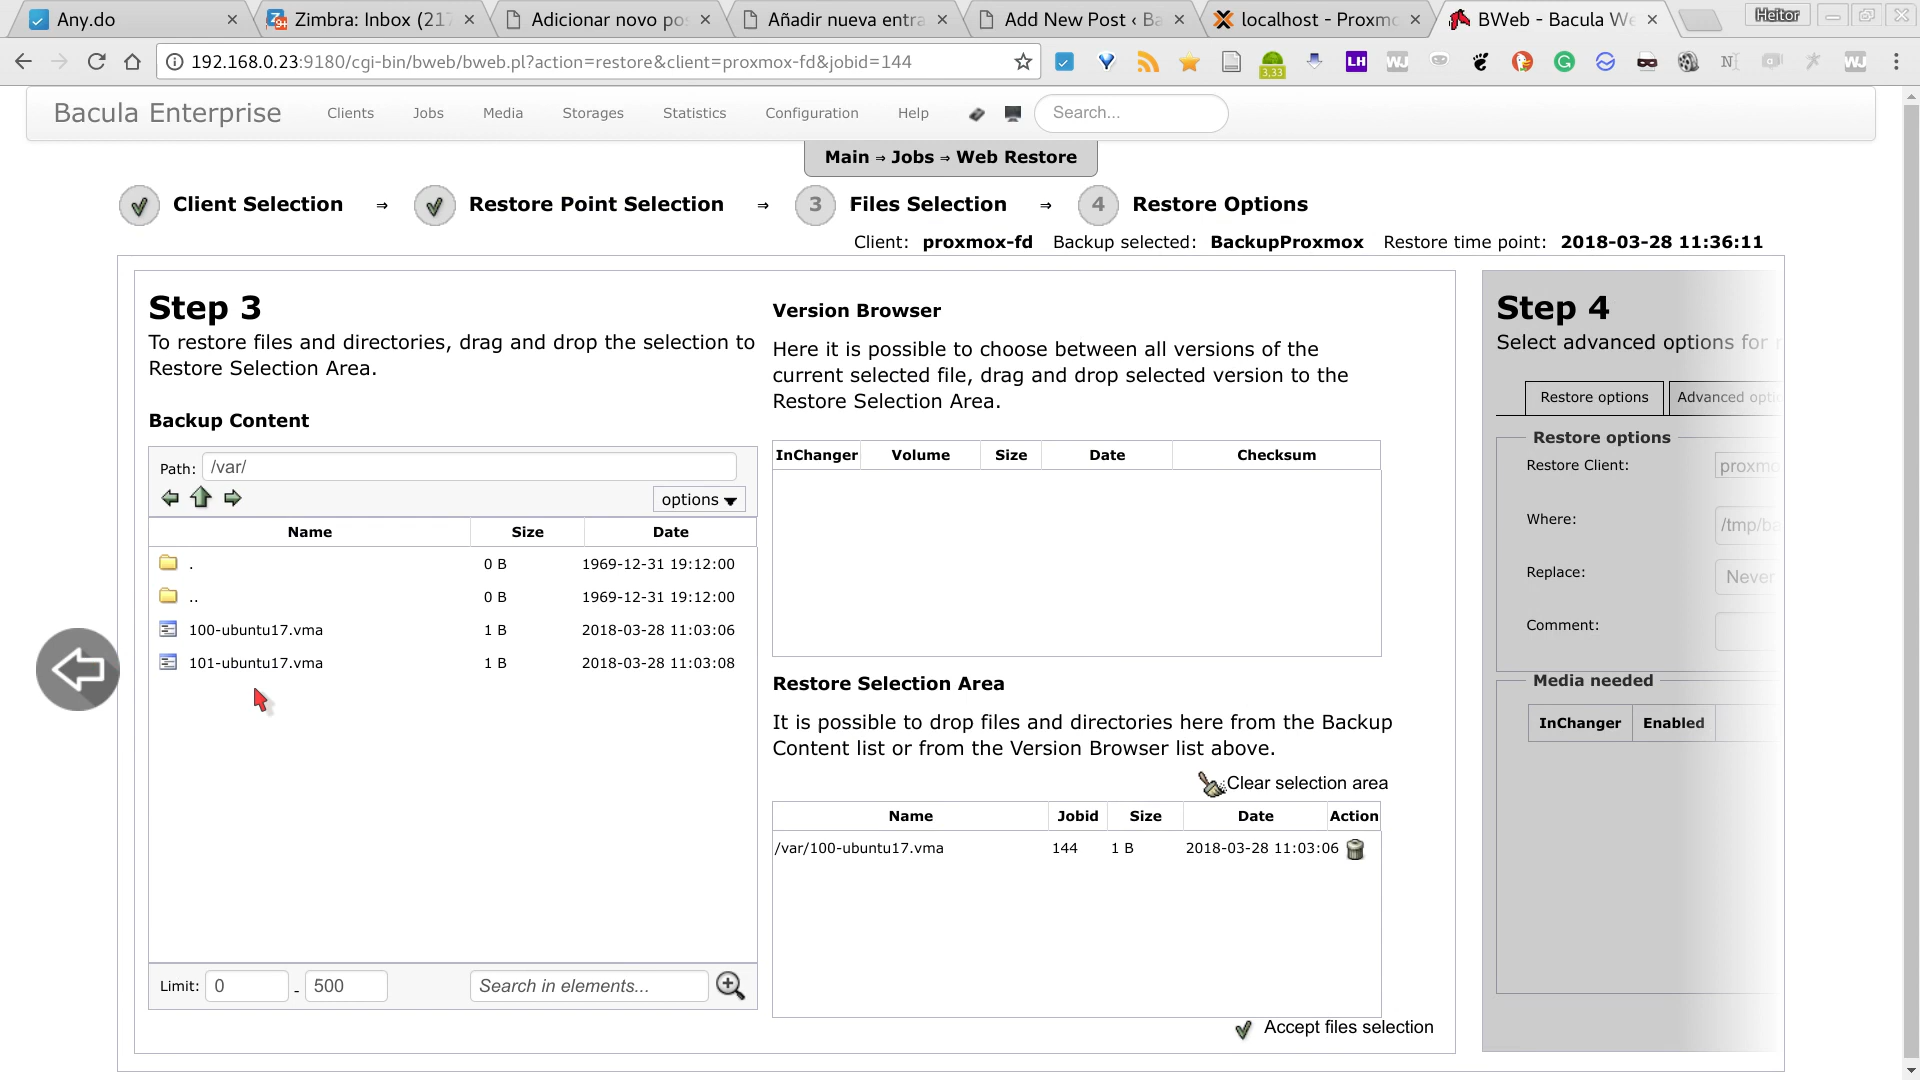 Any.do
Zimbra: Inbox (217
Adicionar novo po
Añadir nueva entra
Add New Post ‹ Ba
localhost - Proxmo
BWeb - Bacula We
Heitor
192.168.0.23:9180/cgi-bin/bweb/bweb.pl?action=restore&client=proxmox-fd&jobid=144
3,33
LH
WJ
WJ
Bacula Enterprise
Clients
Jobs
Media
Storages
Statistics
Configuration
Help
Search...
Main ⇒ Jobs ⇒ Web Restore
Client Selection ⇒ Restore Point Selection ⇒ 3 Files Selection ⇒ 4 Restore Options
Client: proxmox-fd Backup selected: BackupProxmox Restore time point: 2018-03-28 11:36:11
Step 3
To restore files and directories, drag and drop the selection to
Restore Selection Area.
Backup Content
Path: /var/
options
Name Size Date
. 0 B 1969-12-31 19:12:00
.. 0 B 1969-12-31 19:12:00
100-ubuntu17.vma 1 B 2018-03-28 11:03:06
101-ubuntu17.vma 1 B 2018-03-28 11:03:08
Limit: 0 - 500 Search in elements...
Version Browser
Here it is possible to choose between all versions of the
current selected file, drag and drop selected version to the
Restore Selection Area.
InChanger Volume Size Date Checksum
Restore Selection Area
It is possible to drop files and directories here from the Backup
Content list or from the Version Browser list above.
Clear selection area
Name Jobid Size Date Action
/var/100-ubuntu17.vma 144 1 B 2018-03-28 11:03:06
Accept files selection
Step 4
Select advanced options for
Restore options Advanced optio
Restore options
Restore Client: proxmo
Where: /tmp/ba
Replace: Never
Comment:
Media needed
InChanger Enabled